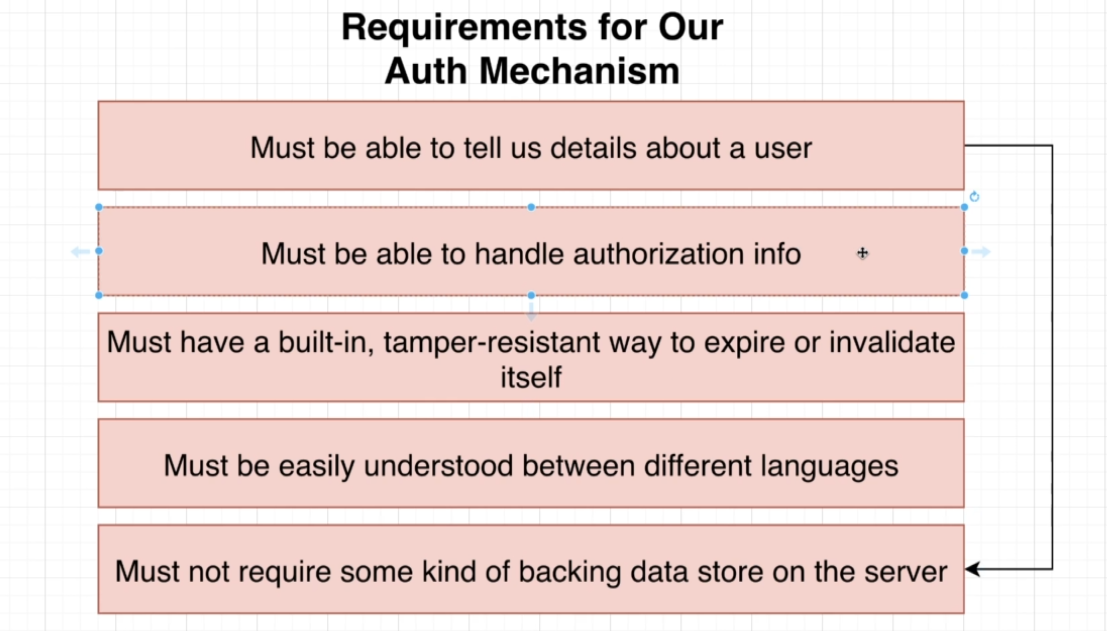 Requirements for Our
Auth Mechanism
Must be able to tell us details about a user
Must be able to handle authorization info
Must have a built-in, tamper-resistant way to expire or invalidate
itself
Must be easily understood between different languages
Must not require some kind of backing data store on the server